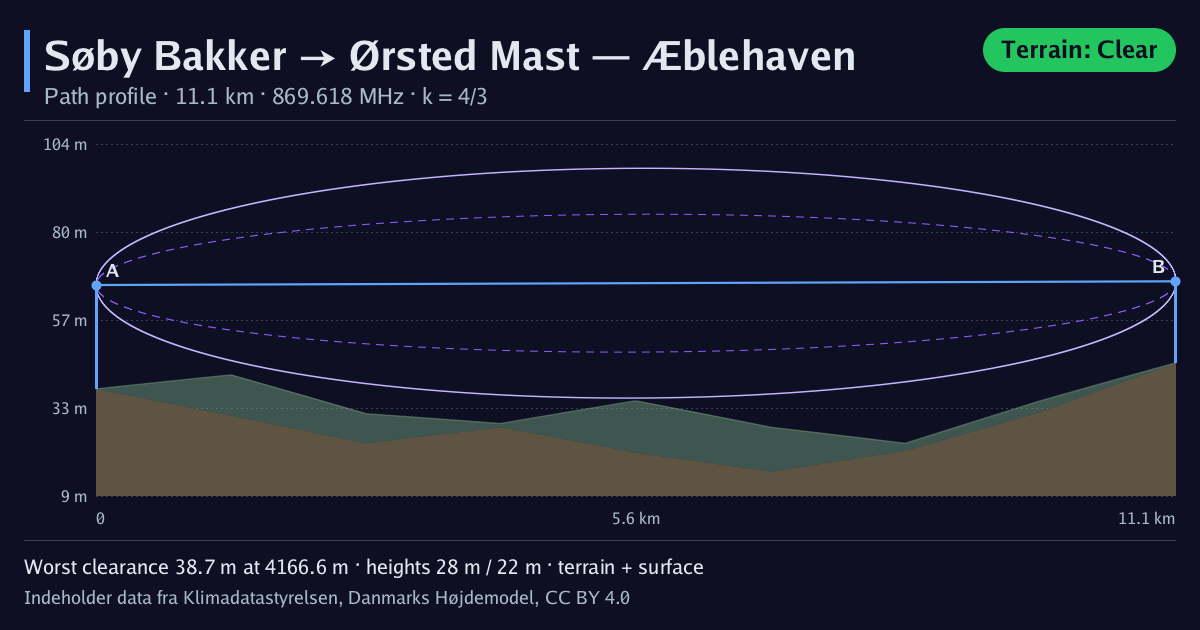 Søby Bakker → Ørsted Mast — Æblehaven
Terrain: Clear
Path profile · 11.1 km · 869.618 MHz · k = 4/3
104 m
80 m
57 m
33 m
9 m
A
B
0
5.6 km
11.1 km
Worst clearance 38.7 m at 4166.6 m · heights 28 m / 22 m · terrain + surface
Indeholder data fra Klimadatastyrelsen, Danmarks Højdemodel, CC BY 4.0